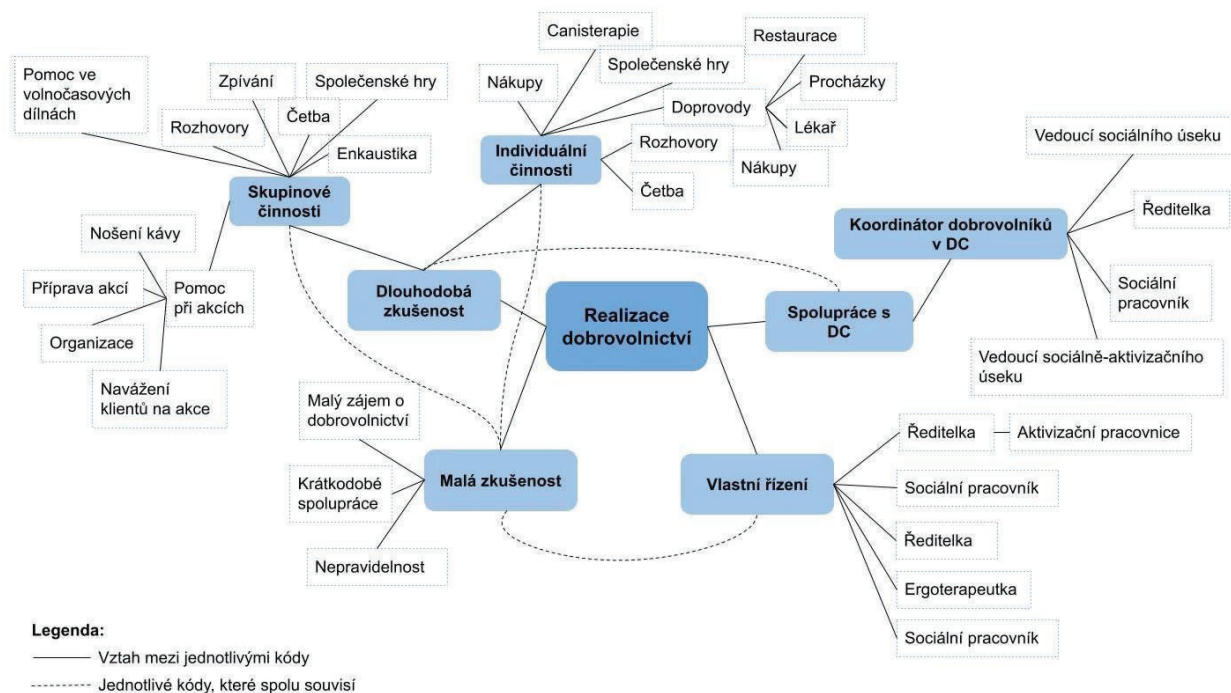 Canisterapie
Restaurace
Pomoc ve
volnočasových
dílnách
Zpívání
Společenské hry
Nákupy
Společenské hry
Procházky
Četba
Doprovody
Rozhovory
Lékař
Enkaustika
Individuální
činnosti
Rozhovory
Nákupy
Četba
Vedoucí sociálního úseku
Skupinové
činnosti
Koordinátor dobrovolníků
v DC
Ředitelka
Nošení kávy
Příprava akcí
Pomoc
při akcích
Organizace
Navážení
klientů na akce
Dlouhodobá
zkušenost
Realizace
dobrovolnictví
Spolupráce s
DC
Sociální
pracovník
Vedoucí sociálně-aktivizačního
úseku
Malý zájem o
dobrovolnictví
Krátkodobé
spolupráce
Nepravidelnost
Malá zkušenost
Vlastní řízení
Ředitelka
Aktivizační pracovnice
Sociální pracovník
Ředitelka
Ergoterapeutka
Sociální pracovník
Legenda:
Vztah mezi jednotlivými kódy
Jednotlivé kódy, které spolu souvisí